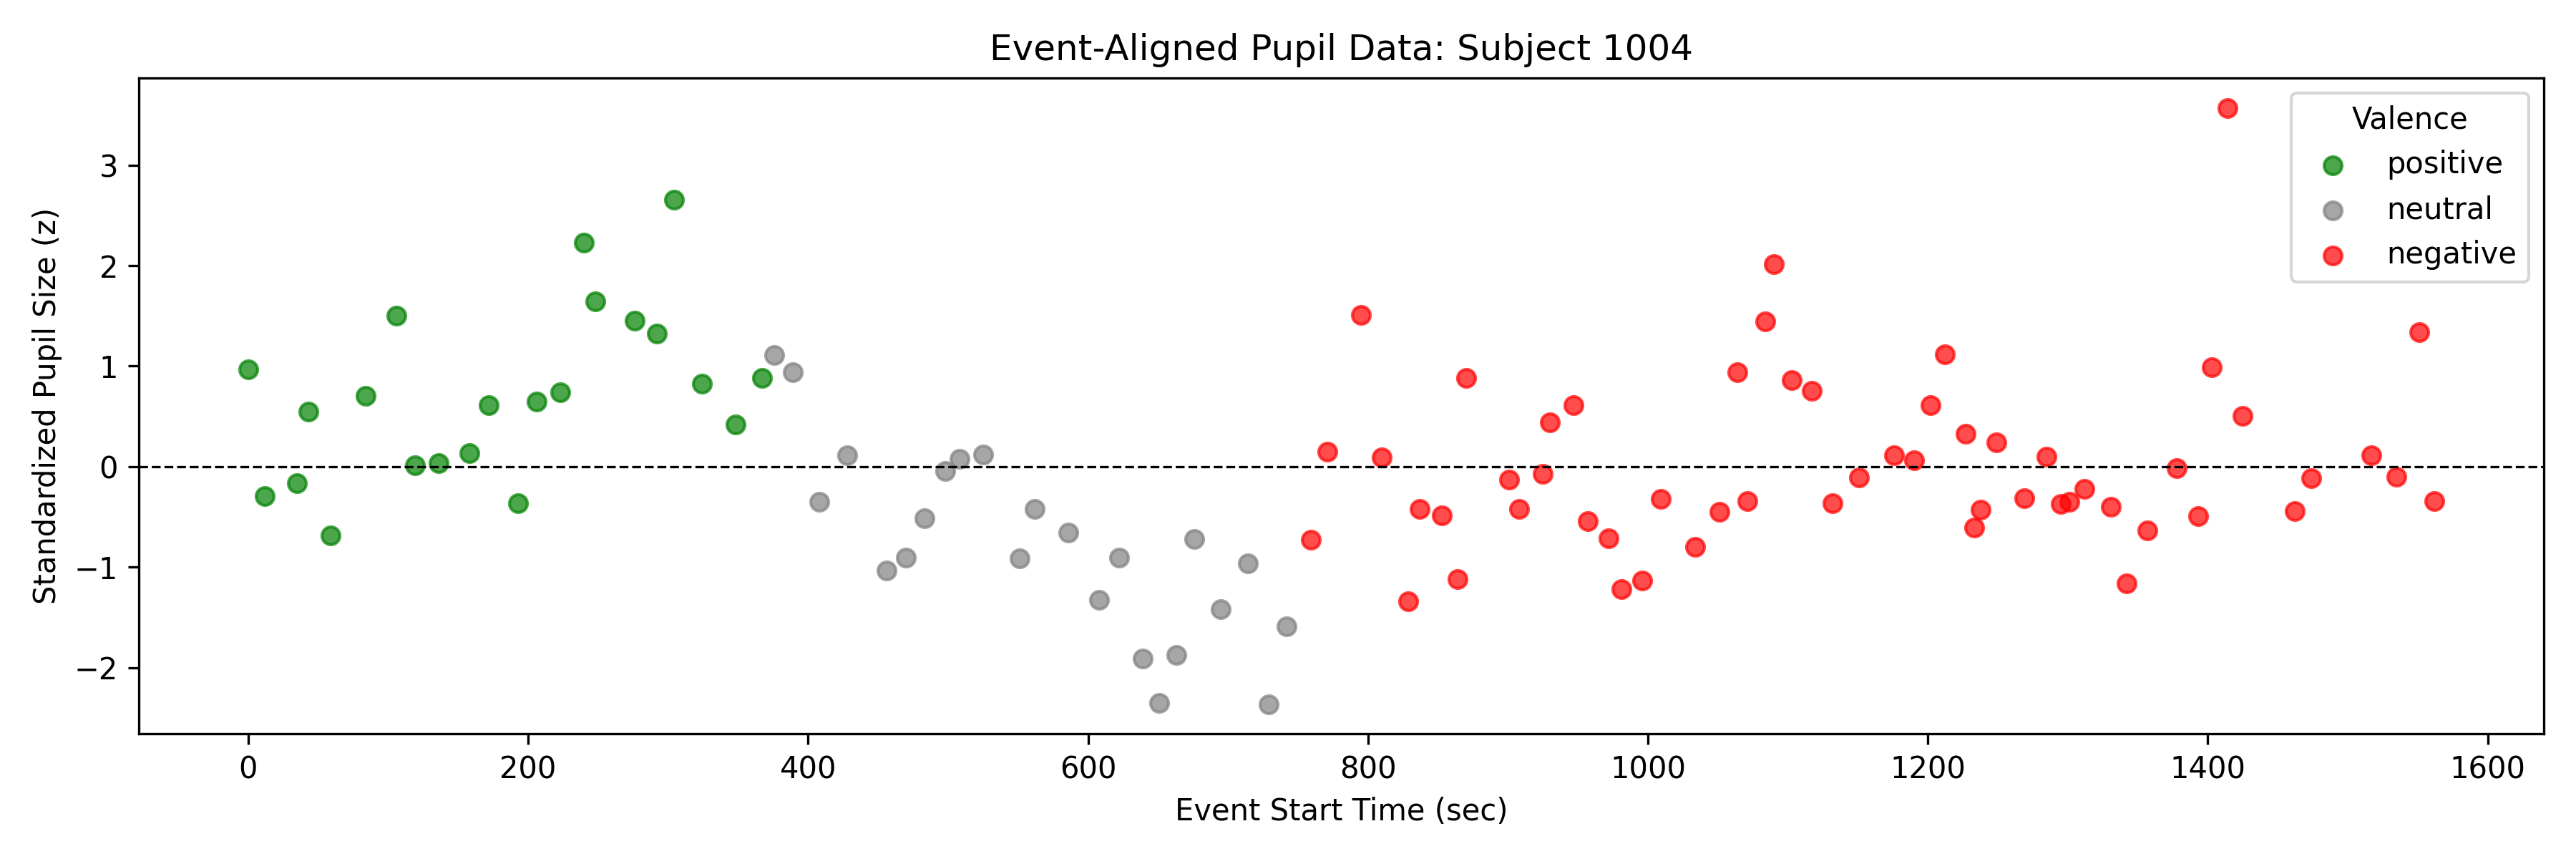 Event-Aligned Pupil Data: Subject 1004
Standardized Pupil Size (z)
3
2
1
0
−1
−2
Valence
positive
neutral
negative
0 200 400 600 800 1000 1200 1400 1600
Event Start Time (sec)